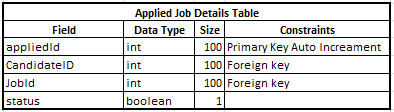 Applied Job Details Table
Field Data Type Size Constraints
appliedId int 100 Primary Key Auto Increament
CandidateID int 100 Foreign key
JobId int 100 Foreign key
status boolean 1